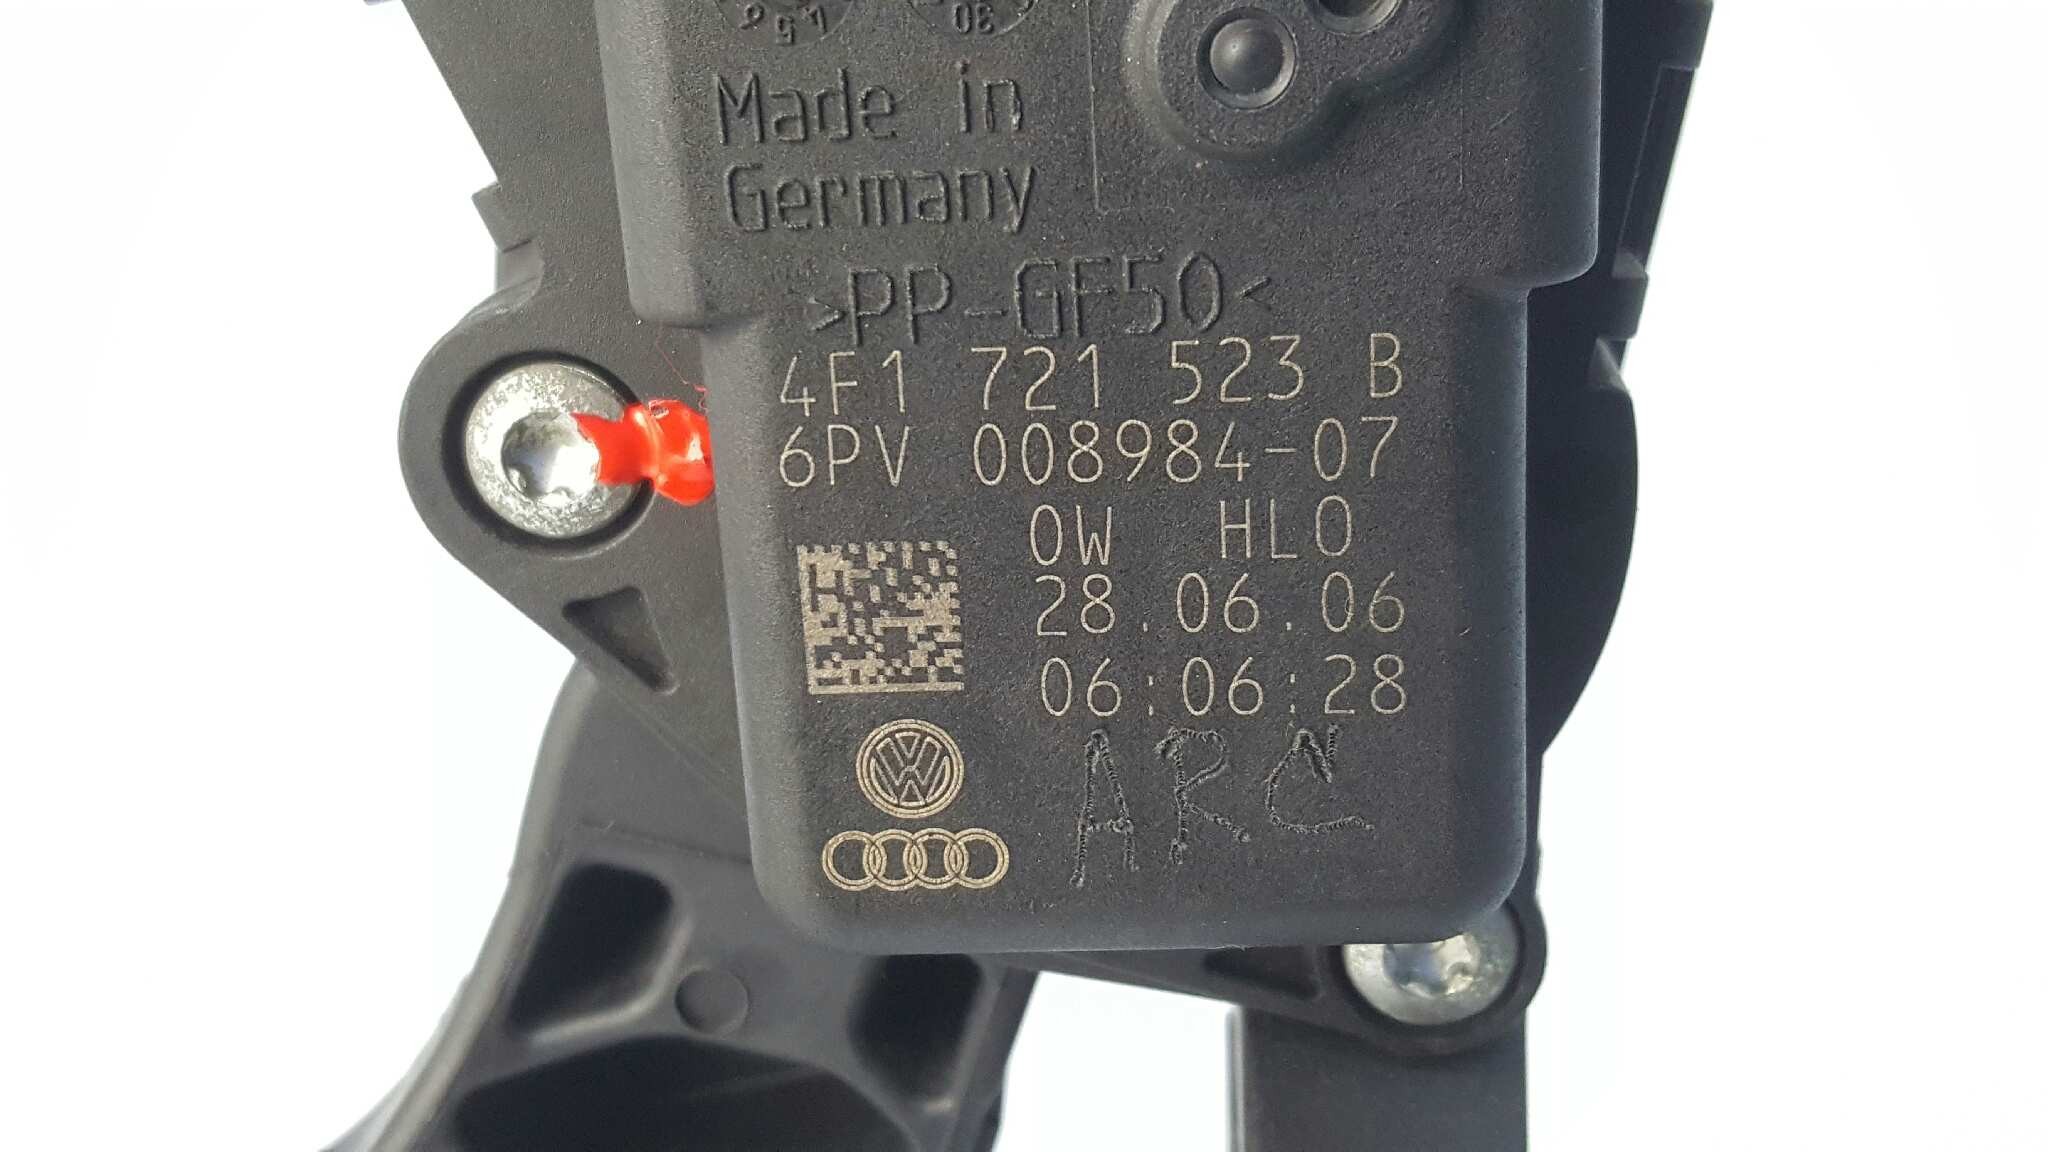 Made in
Germany
>PP-GF50<
4F1 721 523 B
6PV 008984-07
0W HL0
28.06.06
06:06:28
ARC